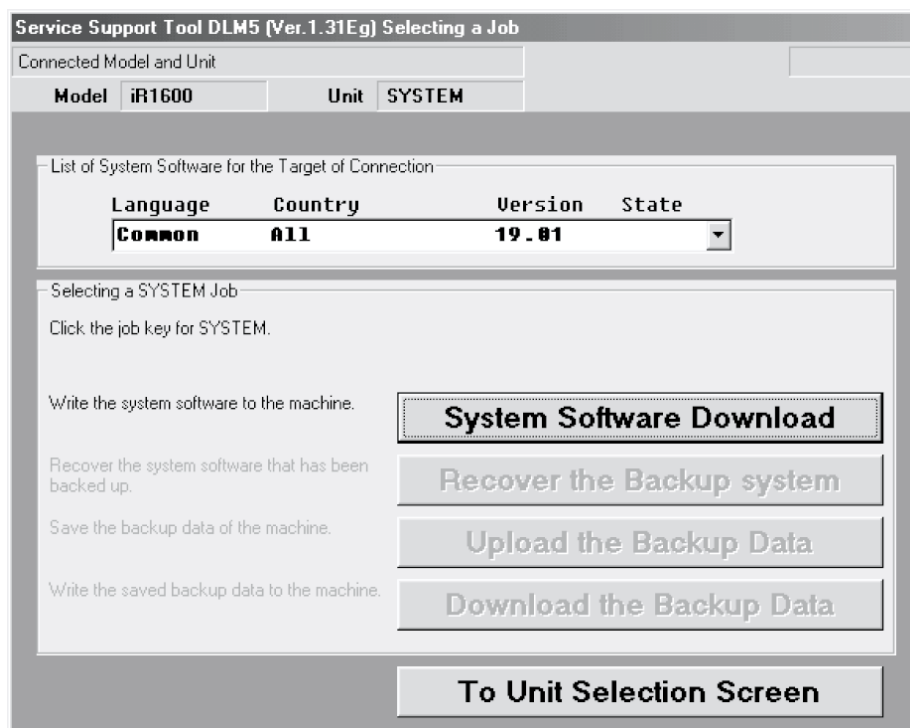 Service Support Tool DLM5 (Ver.1.31Eg) Selecting a Job
Connected Model and Unit
Model iR1600 Unit SYSTEM
List of System Software for the Target of Connection
Language Country Version State
Common All 19.01
Selecting a SYSTEM Job
Click the job key for SYSTEM.
Write the system software to the machine.
System Software Download
Recover the system software that has been
backed up.
Recover the Backup system
Save the backup data of the machine.
Upload the Backup Data
Write the saved backup data to the machine.
Download the Backup Data
To Unit Selection Screen